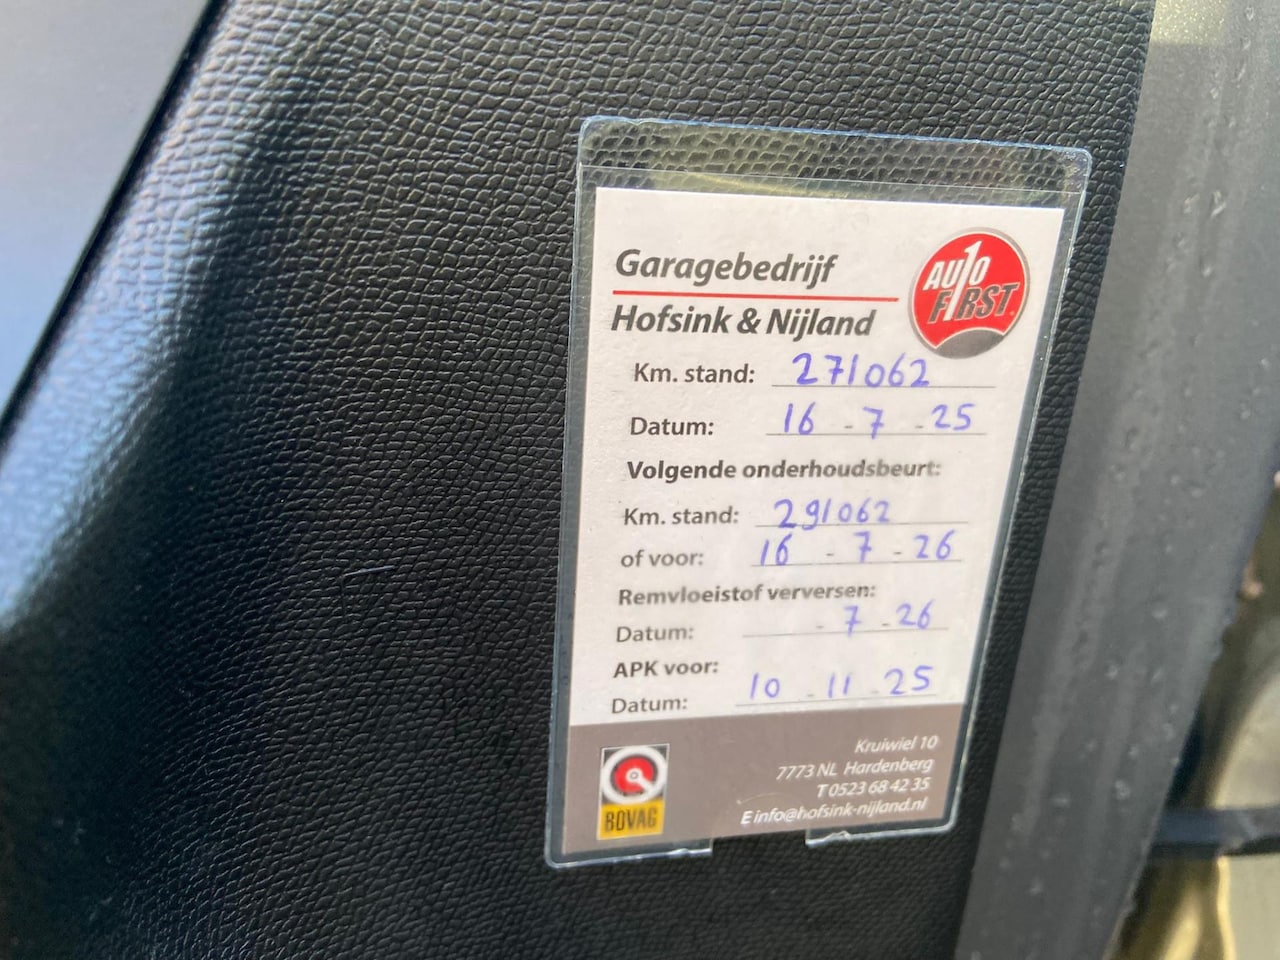 Garagebedrijf
Hofsink & Nijland
AUTO
FIRST
Km. stand: 271062
Datum: 16 - 7 - 25
Volgende onderhoudsbeurt:
Km. stand: 291062
of voor: 16 - 7 - 26
Remvloeistof verversen:
Datum: - 7 - 26
APK voor:
Datum: 10 - 11 - 25
BOVAG
Kruiwiel 10
7773 NL Hardenberg
T 0523 68 42 35
E info@hofsink-nijland.nl